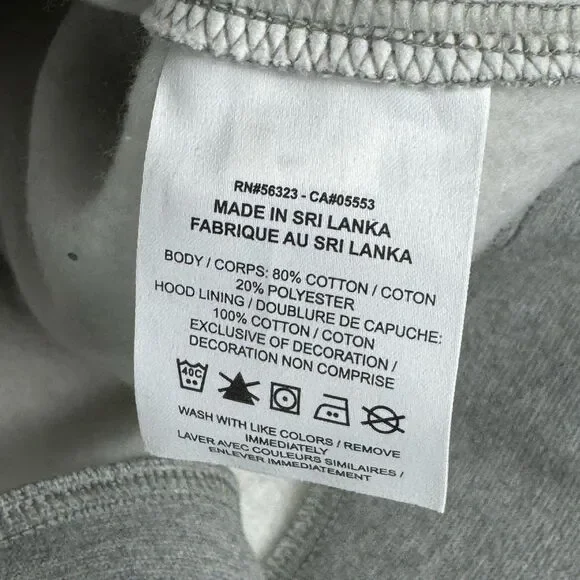 RN#56323 - CA#05553
MADE IN SRI LANKA
FABRIQUE AU SRI LANKA
BODY / CORPS: 80% COTTON / COTON
20% POLYESTER
HOOD LINING / DOUBLURE DE CAPUCHE:
100% COTTON / COTON
EXCLUSIVE OF DECORATION /
DECORATION NON COMPRISE
40C
WASH WITH LIKE COLORS / REMOVE
IMMEDIATELY
LAVER AVEC COULEURS SIMILAIRES /
ENLEVER IMMEDIATEMENT